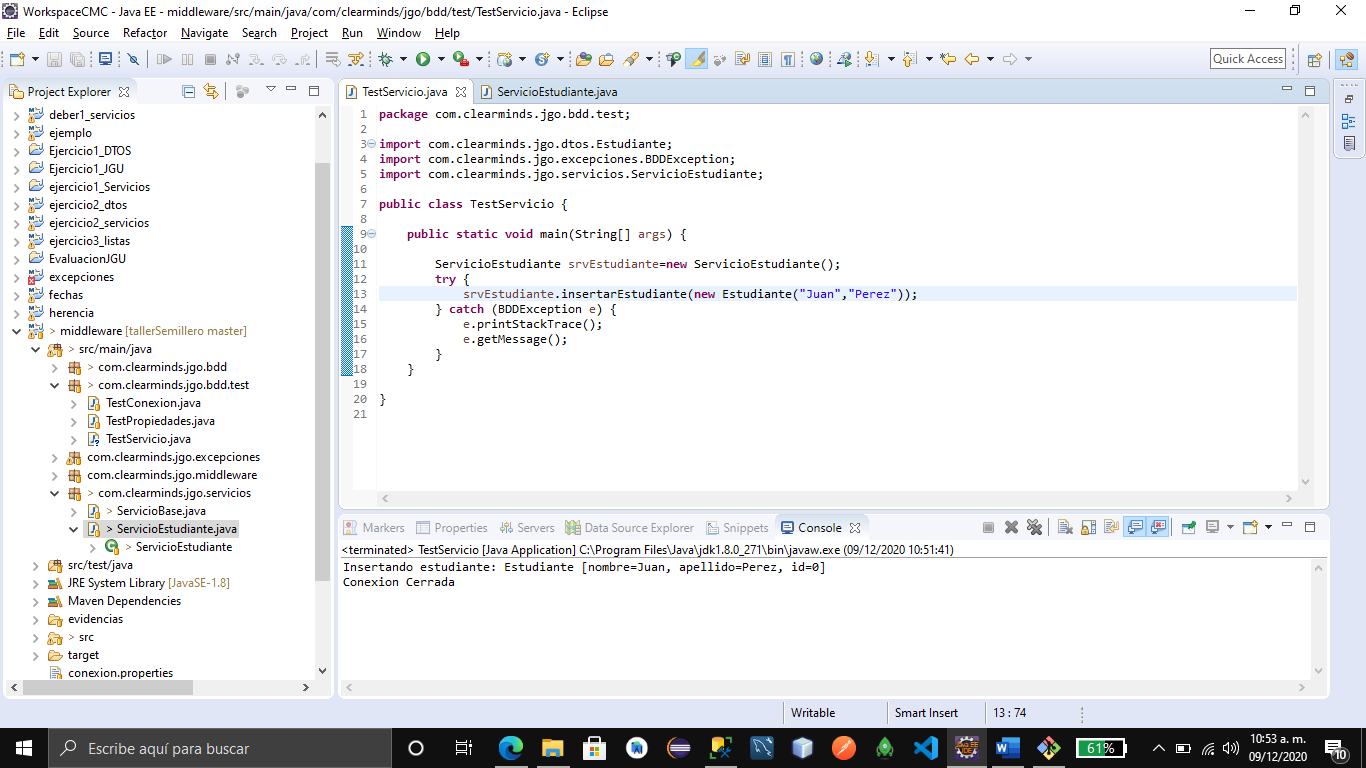 WorkspaceCMC - Java EE - middleware/src/main/java/com/clearminds/jgo/bdd/test/TestServicio.java - Eclipse
File Edit Source Refactor Navigate Search Project Run Window Help
Quick Access
Project Explorer
deber1_servicios
ejemplo
Ejercicio1_DTOS
Ejercicio1_JGU
ejercicio1_Servicios
ejercicio2_dtos
ejercicio2_servicios
ejercicio3_listas
EvaluacionJGU
excepciones
fechas
herencia
> middleware [tallerSemillero master]
> src/main/java
> com.clearminds.jgo.bdd
> com.clearminds.jgo.bdd.test
TestConexion.java
TestPropiedades.java
TestServicio.java
com.clearminds.jgo.excepciones
com.clearminds.jgo.middleware
> com.clearminds.jgo.servicios
> ServicioBase.java
> ServicioEstudiante.java
> ServicioEstudiante
src/test/java
JRE System Library [JavaSE-1.8]
Maven Dependencies
evidencias
> src
target
conexion.properties
TestServicio.java ServicioEstudiante.java
1 package com.clearminds.jgo.bdd.test;
2
3 import com.clearminds.jgo.dtos.Estudiante;
4 import com.clearminds.jgo.excepciones.BDDException;
5 import com.clearminds.jgo.servicios.ServicioEstudiante;
6
7 public class TestServicio {
8
9 public static void main(String[] args) {
10
11 ServicioEstudiante srvEstudiante=new ServicioEstudiante();
12 try {
13 srvEstudiante.insertarEstudiante(new Estudiante("Juan","Perez"));
14 } catch (BDDException e) {
15 e.printStackTrace();
16 e.getMessage();
17 }
18 }
19
20 }
21
Markers Properties Servers Data Source Explorer Snippets Console
<terminated> TestServicio [Java Application] C:\Program Files\Java\jdk1.8.0_271\bin\javaw.exe (09/12/2020 10:51:41)
Insertando estudiante: Estudiante [nombre=Juan, apellido=Perez, id=0]
Conexion Cerrada
Writable Smart Insert 13 : 74
Escribe aquí para buscar
61%
10:53 a. m.
09/12/2020
10